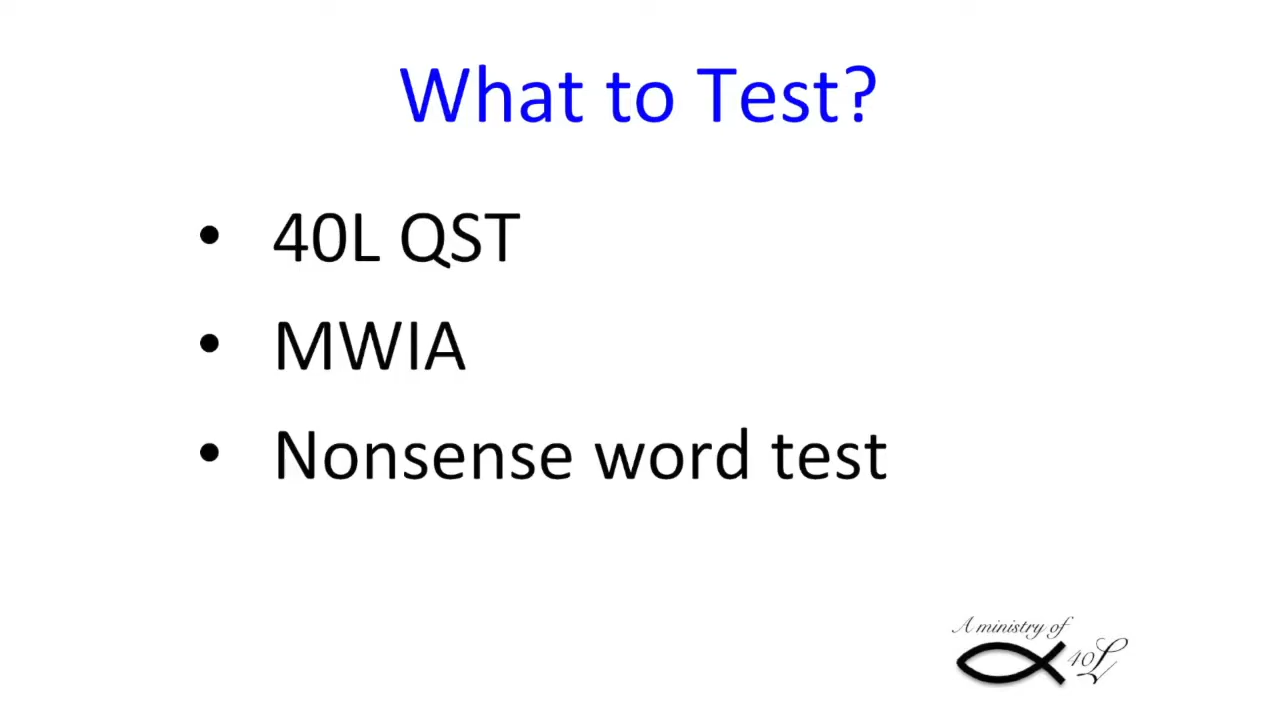 What to Test?
• 40L QST
• MWIA
• Nonsense word test
A ministry of
40L